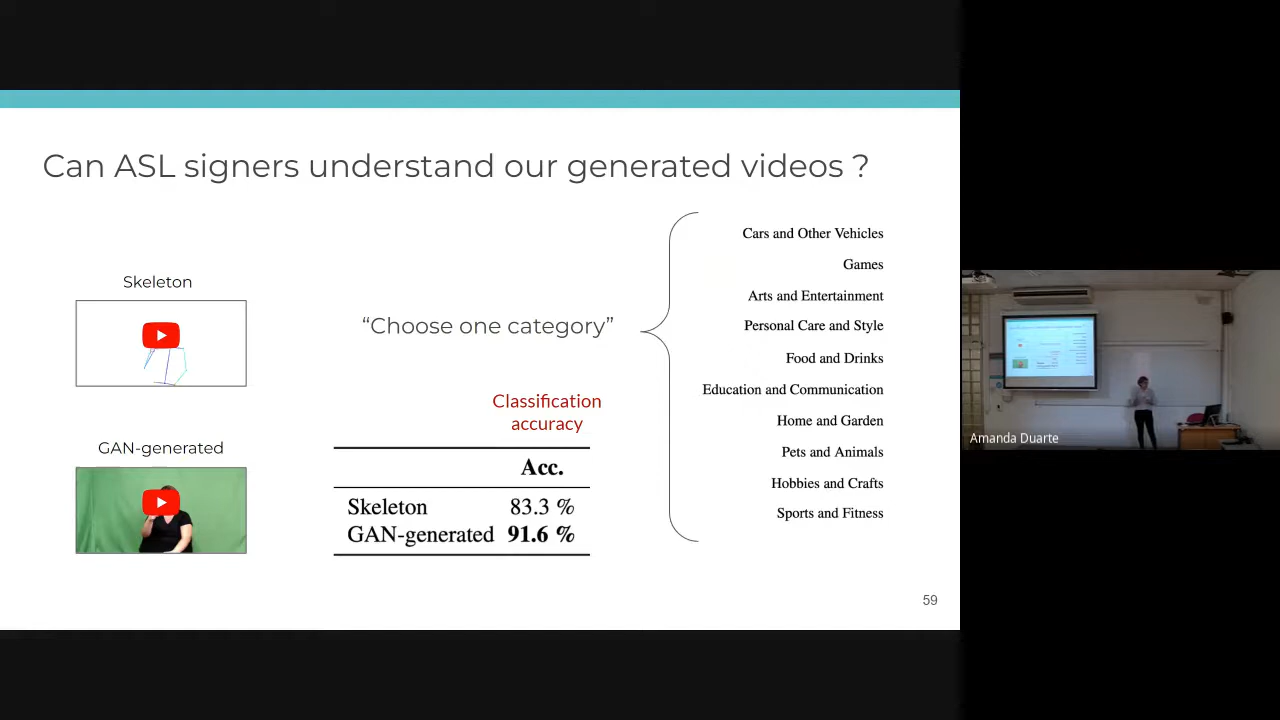 Can ASL signers understand our generated videos ?
Skeleton
GAN-generated
“Choose one category”
Classification
accuracy
Acc.
Skeleton 83.3 %
GAN-generated 91.6 %
Cars and Other Vehicles
Games
Arts and Entertainment
Personal Care and Style
Food and Drinks
Education and Communication
Home and Garden
Pets and Animals
Hobbies and Crafts
Sports and Fitness
59
Amanda Duarte